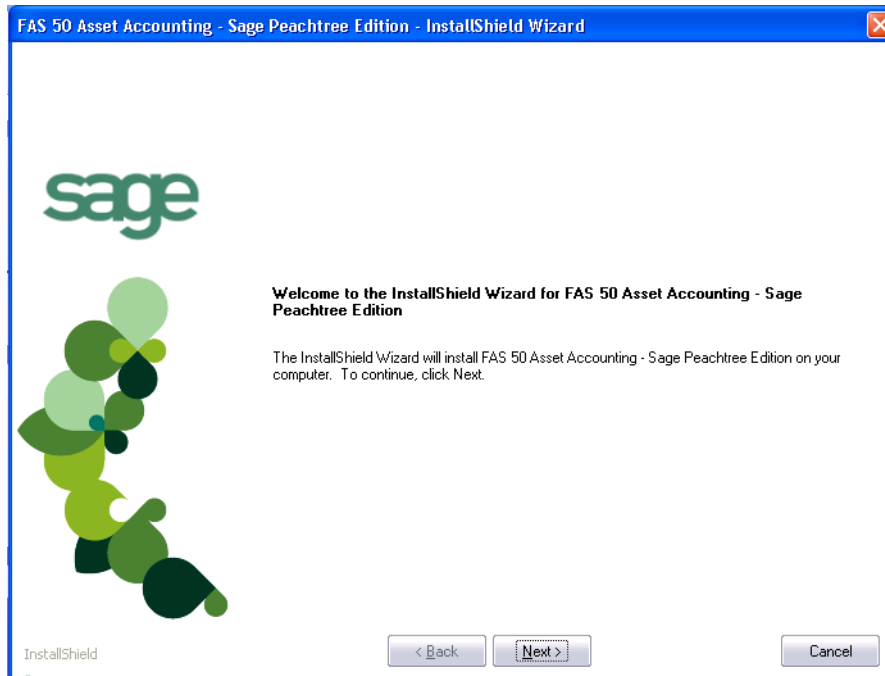 FAS 50 Asset Accounting - Sage Peachtree Edition - InstallShield Wizard
sage
Welcome to the InstallShield Wizard for FAS 50 Asset Accounting - Sage
Peachtree Edition
The InstallShield Wizard will install FAS 50 Asset Accounting - Sage Peachtree Edition on your
computer. To continue, click Next.
InstallShield
< Back
Next >
Cancel